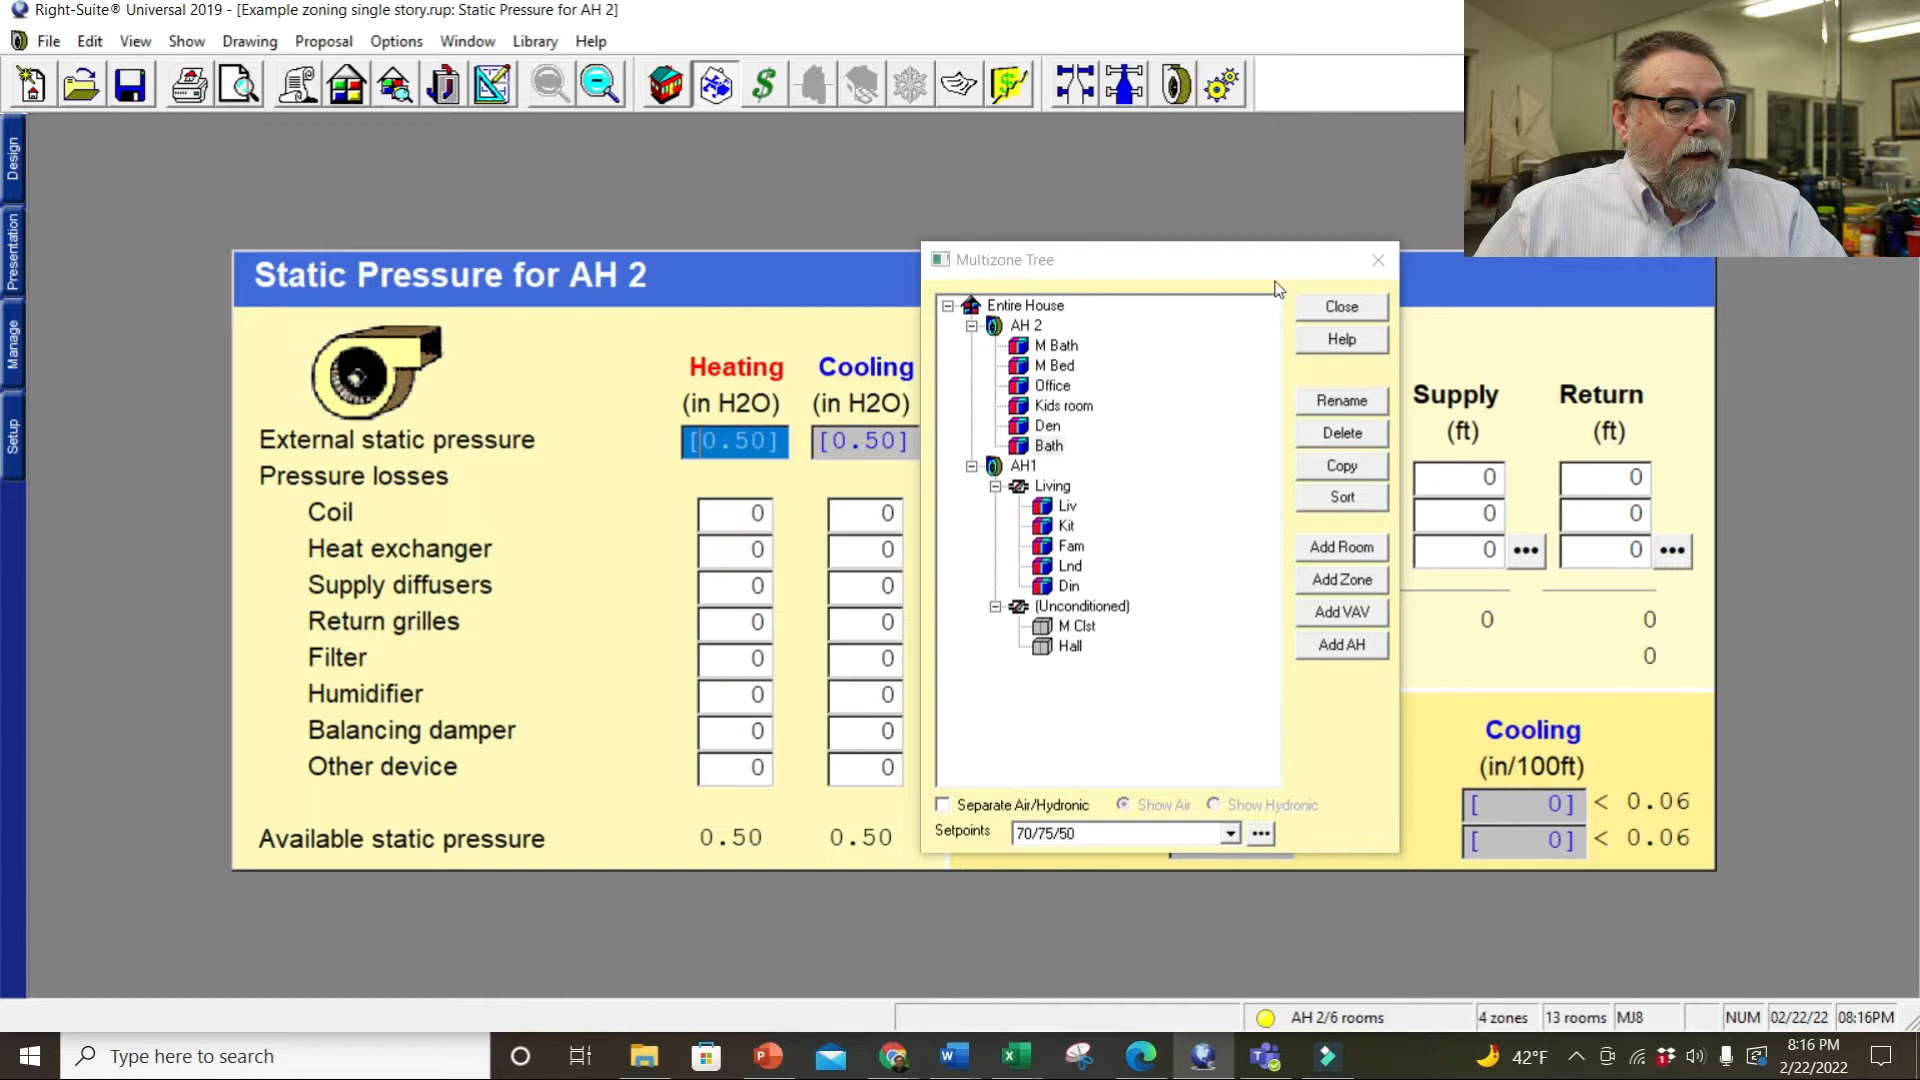 Right-Suite® Universal 2019 - [Example zoning single story.rup: Static Pressure for AH 2]
File Edit View Show Drawing Proposal Options Window Library Help
Design
Presentation
Manage
Setup
Static Pressure for AH 2
Heating Cooling
(in H2O) (in H2O)
External static pressure [0.50] [0.50]
Pressure losses
Coil 0 0
Heat exchanger 0 0
Supply diffusers 0 0
Return grilles 0 0
Filter 0 0
Humidifier 0 0
Balancing damper 0 0
Other device 0 0
Available static pressure 0.50 0.50
Multizone Tree
Entire House
AH 2
M Bath
M Bed
Office
Kids room
Den
Bath
AH1
Living
Liv
Kit
Fam
Lnd
Din
(Unconditioned)
M Clst
Hall
Close
Help
Rename
Delete
Copy
Sort
Add Room
Add Zone
Add VAV
Add AH
Separate Air/Hydronic Show Air Show Hydronic
Setpoints 70/75/50
Supply Return
(ft) (ft)
0 0
0 0
0 0
0 0
0
Cooling
(in/100ft)
[ 0] < 0.06
[ 0] < 0.06
AH 2/6 rooms 4 zones 13 rooms MJ8 NUM 02/22/22 08:16PM
Type here to search
42°F
8:16 PM
2/22/2022